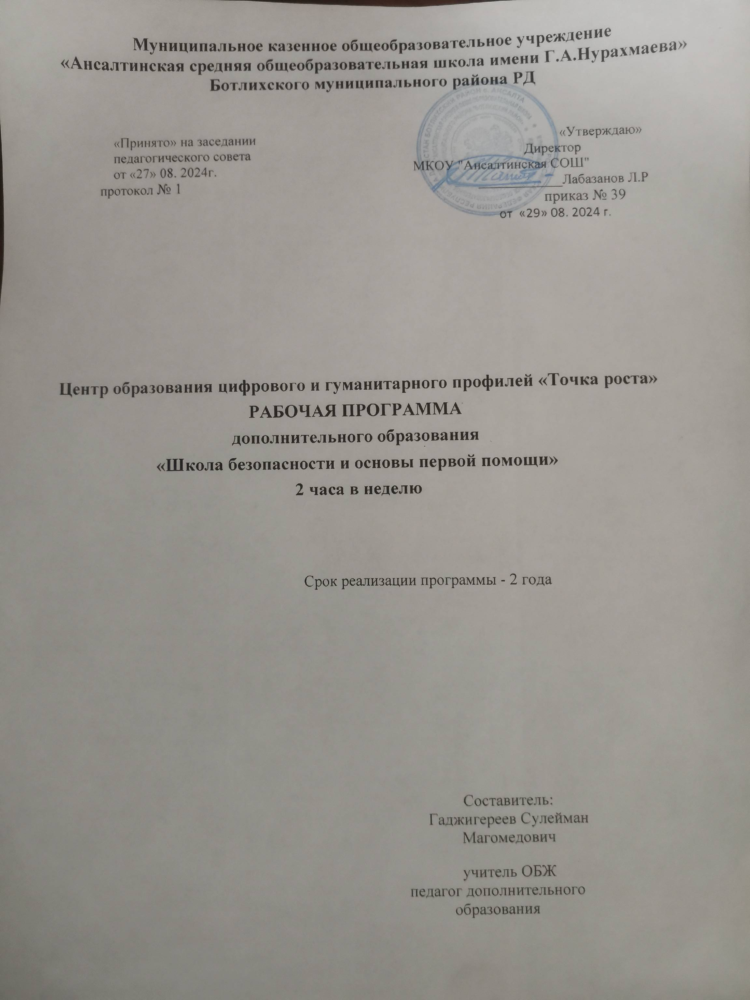 Муниципальное казенное общеобразовательное учреждение
«Ансалтинская средняя общеобразовательная школа имени Г.А.Нурахмаева»
Ботлихского муниципального района РД
«Принято» на заседании
педагогического совета
от «27» 08. 2024г.
протокол № 1
«Утверждаю»
Директор
МКОУ "Ансалтинская СОШ"
Лабазанов Л.Р
приказ № 39
от «29» 08. 2024 г.
БОТЛИХСКИЙ РАЙОН с. АНСАЛТА
Центр образования цифрового и гуманитарного профилей «Точка роста»
РАБОЧАЯ ПРОГРАММА
дополнительного образования
«Школа безопасности и основы первой помощи»
2 часа в неделю
Срок реализации программы - 2 года
Составитель:
Гаджигереев Сулейман
Магомедович
учитель ОБЖ
педагог дополнительного
образования